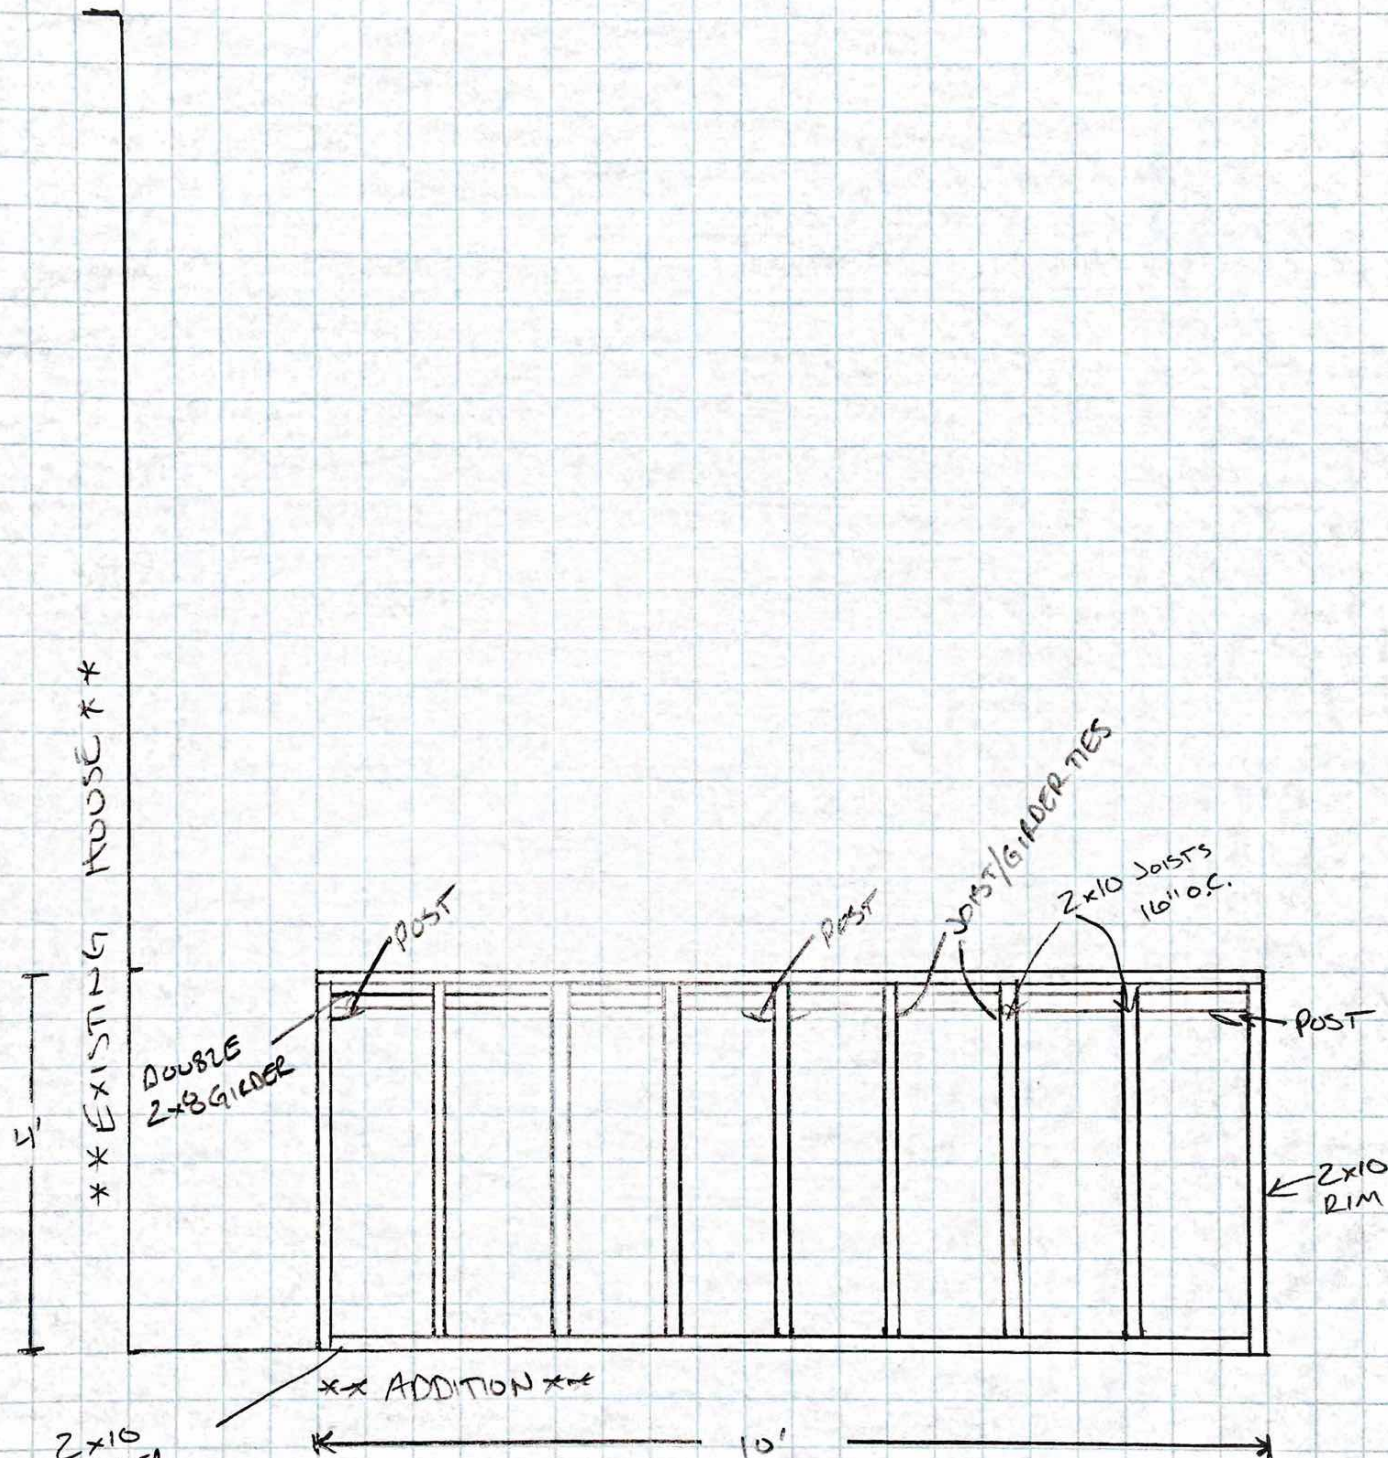 ** EXISTING HOUSE **
JOIST/GIRDER TIES
2x10 JOISTS
16" O.C.
POST
POST
DOUBLE
2x8 GIRDER
POST
4'
2x10
RIM
** ADDITION **
2x10
10'